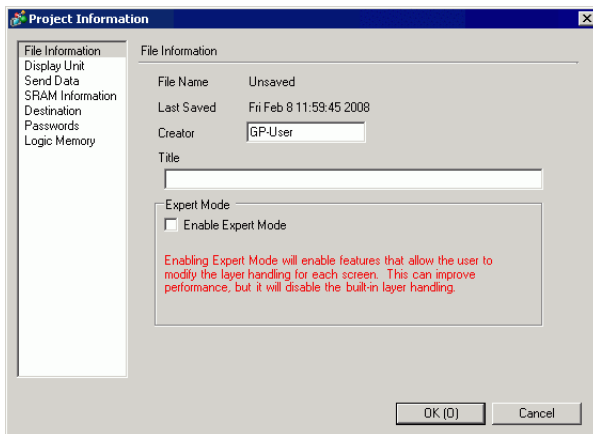 Project Information
File Information
Display Unit
Send Data
SRAM Information
Destination
Passwords
Logic Memory
File Information
File Name Unsaved
Last Saved Fri Feb 8 11:59:45 2008
Creator GP-User
Title
Expert Mode
Enable Expert Mode
Enabling Expert Mode will enable features that allow the user to
modify the layer handling for each screen. This can improve
performance, but it will disable the built-in layer handling.
OK (O) Cancel